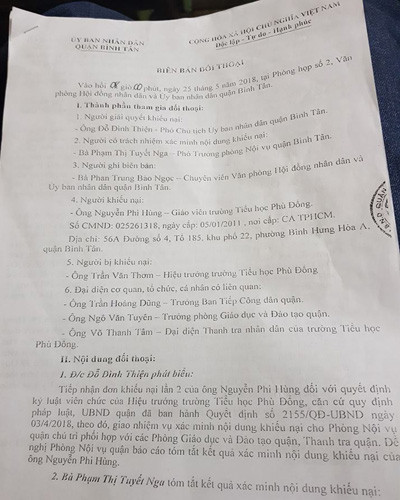 ỦY BAN NHÂN DÂN
QUẬN BÌNH TÂN
CỘNG HÒA XÃ HỘI CHỦ NGHĨA VIỆT NAM
Độc lập - Tự do - Hạnh phúc
BIÊN BẢN ĐỐI THOẠI
Vào hồi 08 giờ 00 phút, ngày 25 tháng 5 năm 2018, tại Phòng họp số 2, Văn
phòng Hội đồng nhân dân và Ủy ban nhân dân quận Bình Tân.
I. Thành phần tham gia đối thoại:
1. Người giải quyết khiếu nại:
- Ông Đỗ Đình Thiện - Phó Chủ tịch Ủy ban nhân dân quận Bình Tân.
2. Người có trách nhiệm xác minh nội dung khiếu nại:
- Bà Phạm Thị Tuyết Nga – Phó Trưởng phòng Nội vụ quận Bình Tân.
3. Người ghi biên bản:
- Bà Phan Trung Bảo Ngọc – Chuyên viên Văn phòng Hội đồng nhân dân và
Ủy ban nhân dân quận Bình Tân.
4. Người khiếu nại:
- Ông Nguyễn Phi Hùng – Giáo viên trường Tiểu học Phù Đổng.
Số CMND: 025261318, ngày cấp: 05/01/2011, nơi cấp: CA TPHCM.
Địa chỉ: 56A Đường số 4, Tổ 185, khu phố 22, phường Bình Hưng Hòa A,
quận Bình Tân.
5. Người bị khiếu nại:
- Ông Trần Văn Thơm – Hiệu trưởng trường Tiểu học Phù Đổng.
6. Đại diện cơ quan, tổ chức, cá nhân có liên quan:
- Ông Trần Hoàng Dũng – Trưởng Ban Tiếp Công dân quận.
- Ông Ngô Văn Tuyên – Trưởng phòng Giáo dục và Đào tạo quận.
- Ông Võ Thanh Tâm – Đại diện Thanh tra nhân dân của trường Tiểu học
Phù Đổng.
II. Nội dung đối thoại:
1. Đ/c Đỗ Đình Thiện phát biểu:
Tiếp nhận đơn khiếu nại lần 2 của ông Nguyễn Phi Hùng đối với quyết định
kỷ luật viên chức của Hiệu trưởng trường Tiểu học Phù Đổng, căn cứ quy định
pháp luật, UBND quận đã ban hành Quyết định số 2155/QĐ-UBND ngày
03/4/2018, theo đó, giao nhiệm vụ xác minh nội dung khiếu nại cho Phòng Nội vụ
quận chủ trì phối hợp với các Phòng Giáo dục và Đào tạo quận, Thanh tra quận. Đề
nghị Phòng Nội vụ quận báo cáo tóm tắt kết quả xác minh nội dung khiếu nại của
ông Nguyễn Phi Hùng.
2. Bà Phạm Thị Tuyết Nga tóm tắt kết quả xác minh nội dung khiếu nại: